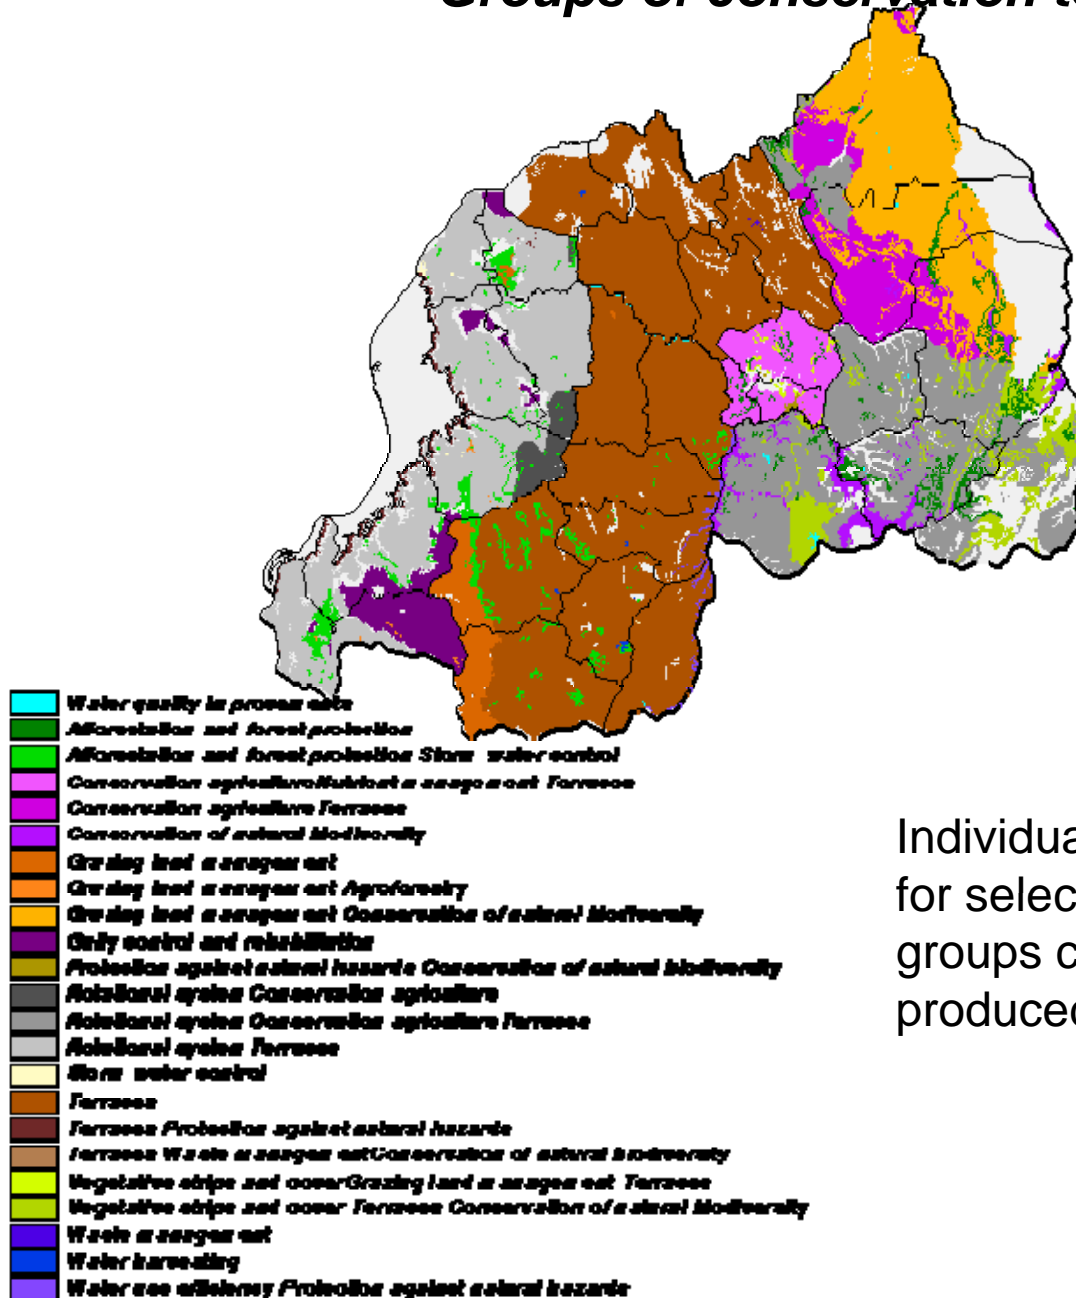 Groups of conservation t
Water quality improvements
Afforestation and forest protection
Afforestation and forest protection Storm water control
Conservation agriculture Nutrient management Terraces
Conservation agriculture Terraces
Conservation of natural biodiversity
Grazing land management
Grazing land management Agroforestry
Grazing land management Conservation of natural biodiversity
Gully control and rehabilitation
Protection against natural hazards Conservation of natural biodiversity
Rotational system Conservation agriculture
Rotational system Conservation agriculture Terraces
Rotational system Terraces
Storm water control
Terraces
Terraces Protection against natural hazards
Terraces Waste management Conservation of natural biodiversity
Vegetative strips and cover Grazing land management Terraces
Vegetative strips and cover Terraces Conservation of natural biodiversity
Waste management
Water harvesting
Water use efficiency Protection against natural hazards
Individua
for selec
groups c
produced